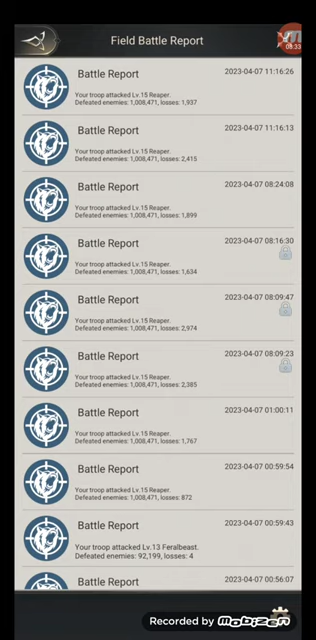 Field Battle Report
08:33
Battle Report
2023-04-07 11:16:26
Your troop attacked Lv.15 Reaper.
Defeated enemies: 1,008,471, losses: 1,937
Battle Report
2023-04-07 11:16:13
Your troop attacked Lv.15 Reaper.
Defeated enemies: 1,008,471, losses: 2,415
Battle Report
2023-04-07 08:24:08
Your troop attacked Lv.15 Reaper.
Defeated enemies: 1,008,471, losses: 1,899
Battle Report
2023-04-07 08:16:30
Your troop attacked Lv.15 Reaper.
Defeated enemies: 1,008,471, losses: 1,634
Battle Report
2023-04-07 08:09:47
Your troop attacked Lv.15 Reaper.
Defeated enemies: 1,008,471, losses: 2,974
Battle Report
2023-04-07 08:09:23
Your troop attacked Lv.15 Reaper.
Defeated enemies: 1,008,471, losses: 2,385
Battle Report
2023-04-07 01:00:11
Your troop attacked Lv.15 Reaper.
Defeated enemies: 1,008,471, losses: 1,767
Battle Report
2023-04-07 00:59:54
Your troop attacked Lv.15 Reaper.
Defeated enemies: 1,008,471, losses: 872
Battle Report
2023-04-07 00:59:43
Your troop attacked Lv.13 Feralbeast.
Defeated enemies: 92,199, losses: 4
Battle Report
2023-04-07 00:56:07
Recorded by Mobizen